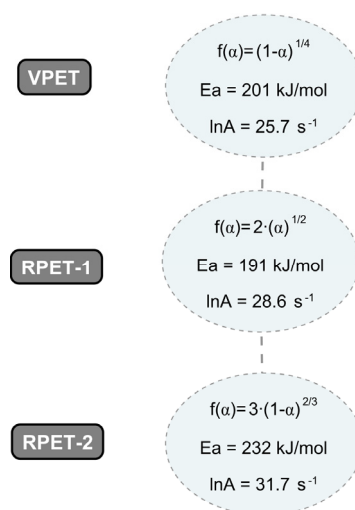 VPET
f(α)=(1-α)^1/4
Ea = 201 kJ/mol
lnA = 25.7 s^-1
RPET-1
f(α)=2·(α)^1/2
Ea = 191 kJ/mol
lnA = 28.6 s^-1
RPET-2
f(α)=3·(1-α)^2/3
Ea = 232 kJ/mol
lnA = 31.7 s^-1